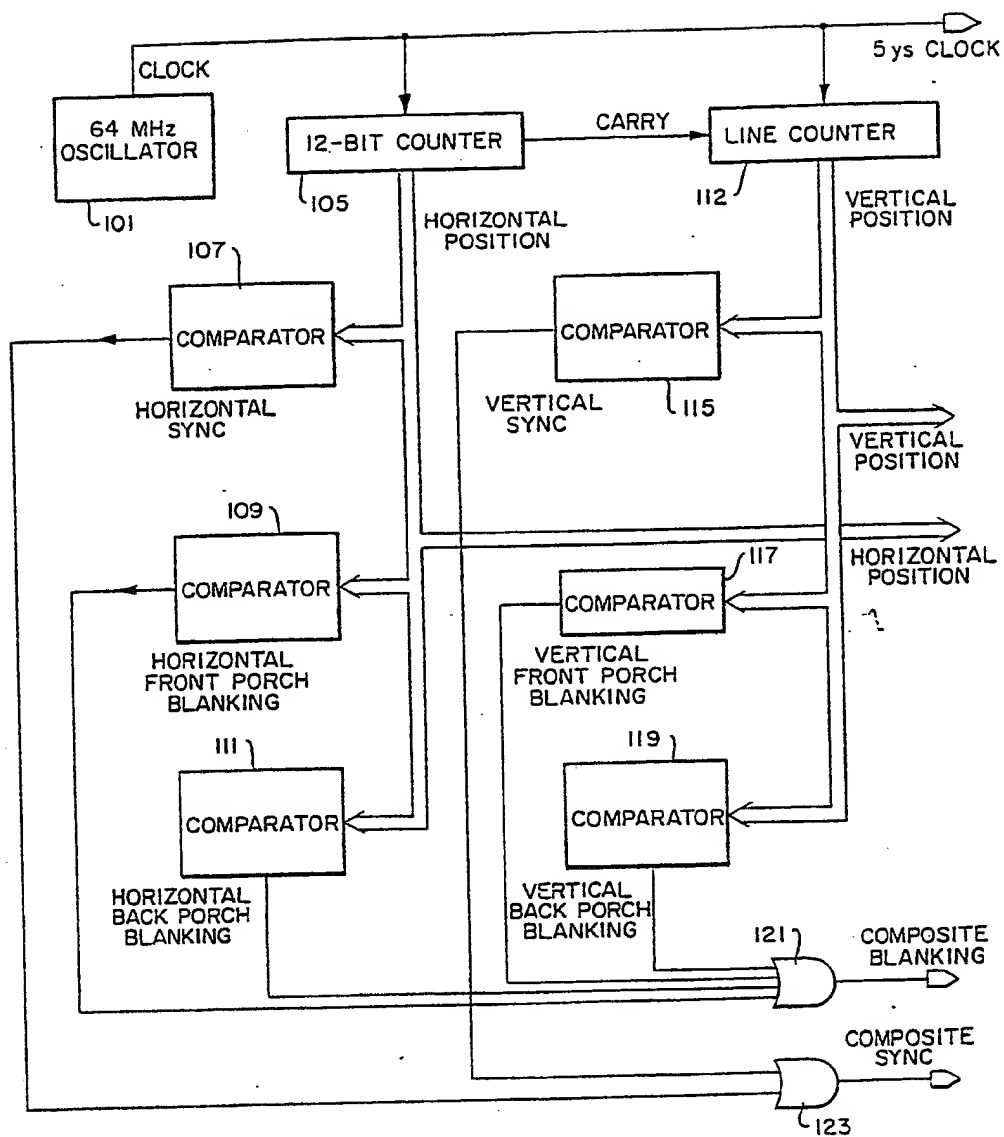 5 ys CLOCK
CLOCK
64 MHz
OSCILLATOR
101
12-BIT COUNTER
105
CARRY
LINE COUNTER
112
HORIZONTAL
POSITION
VERTICAL
POSITION
107
COMPARATOR
HORIZONTAL
SYNC
COMPARATOR
115
VERTICAL
SYNC
VERTICAL
POSITION
HORIZONTAL
POSITION
109
COMPARATOR
HORIZONTAL
FRONT PORCH
BLANKING
117
COMPARATOR
VERTICAL
FRONT PORCH
BLANKING
111
COMPARATOR
HORIZONTAL
BACK PORCH
BLANKING
119
COMPARATOR
VERTICAL
BACK PORCH
BLANKING
121
COMPOSITE
BLANKING
COMPOSITE
SYNC
123